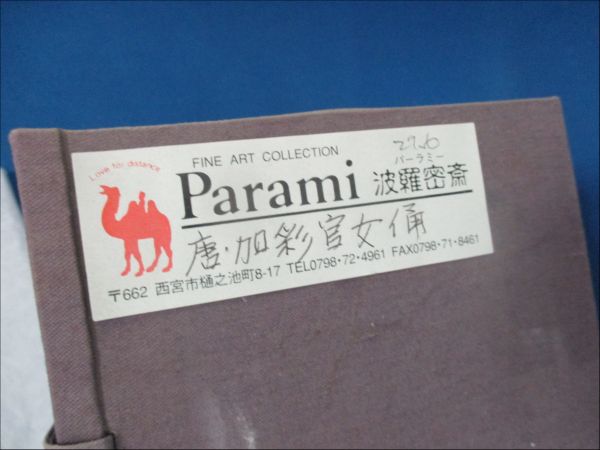 Love for distance
FINE ART COLLECTION
27.6
Parami
パーラミー
波羅密斎
唐・加彩官女俑
〒662 西宮市樋之池町8-17 TEL0798・72・4961 FAX0798・71・8461